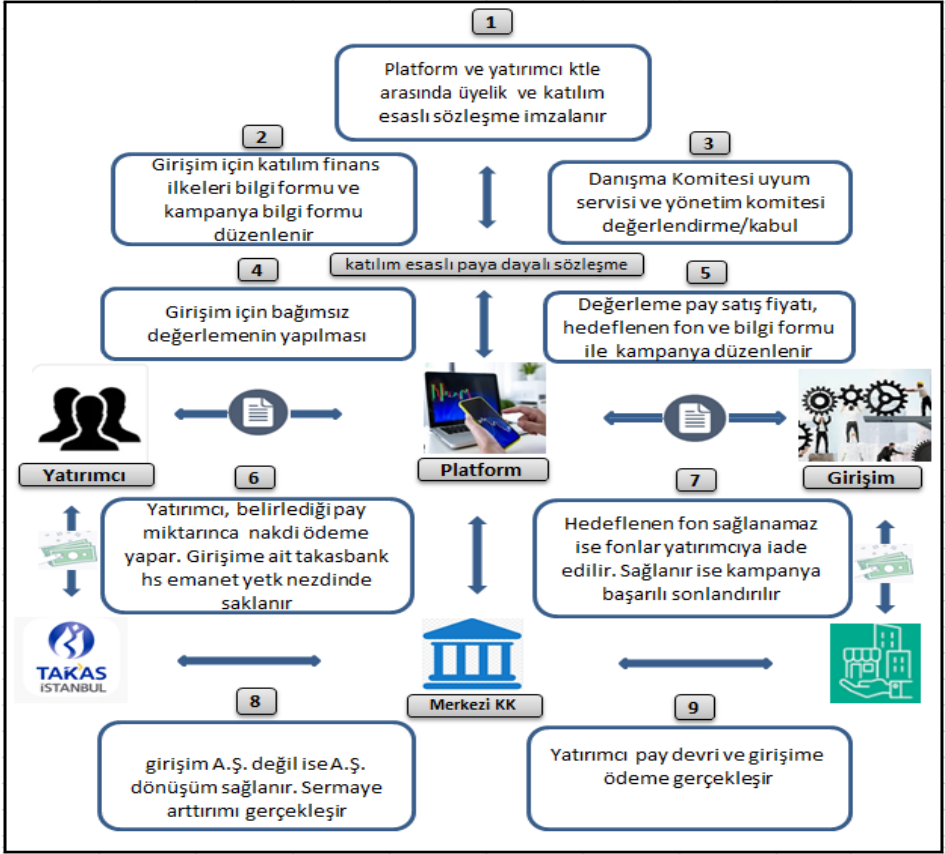 1
Platform ve yatırımcı ktle
arasında üyelik ve katılım
esaslı sözleşme imzalanır
2
Girişim için katılım finans
ilkeleri bilgi formu ve
kampanya bilgi formu
düzenlenir
3
Danışma Komitesi uyum
servisi ve yönetim komitesi
değerlendirme/kabul
katılım esaslı paya dayalı sözleşme
4
Girişim için bağımsız
değerlemenin yapılması
5
Değerleme pay satış fiyatı,
hedeflenen fon ve bilgi formu
ile kampanya düzenlenir
Yatırımcı
Platform
Girişim
6
Yatırımcı, belirlediği pay
miktarınca nakdi ödeme
yapar. Girişime ait takasbank
hs emanet yetk nezdinde
saklanır
7
Hedeflenen fon sağlanamaz
ise fonlar yatırımcıya iade
edilir. Sağlanır ise kampanya
başarılı sonlandırılır
TAKAS
İSTANBUL
Merkezi KK
8
girişim A.Ş. değil ise A.Ş.
dönüşüm sağlanır. Sermaye
arttırımı gerçekleşir
9
Yatırımcı pay devri ve girişime
ödeme gerçekleşir